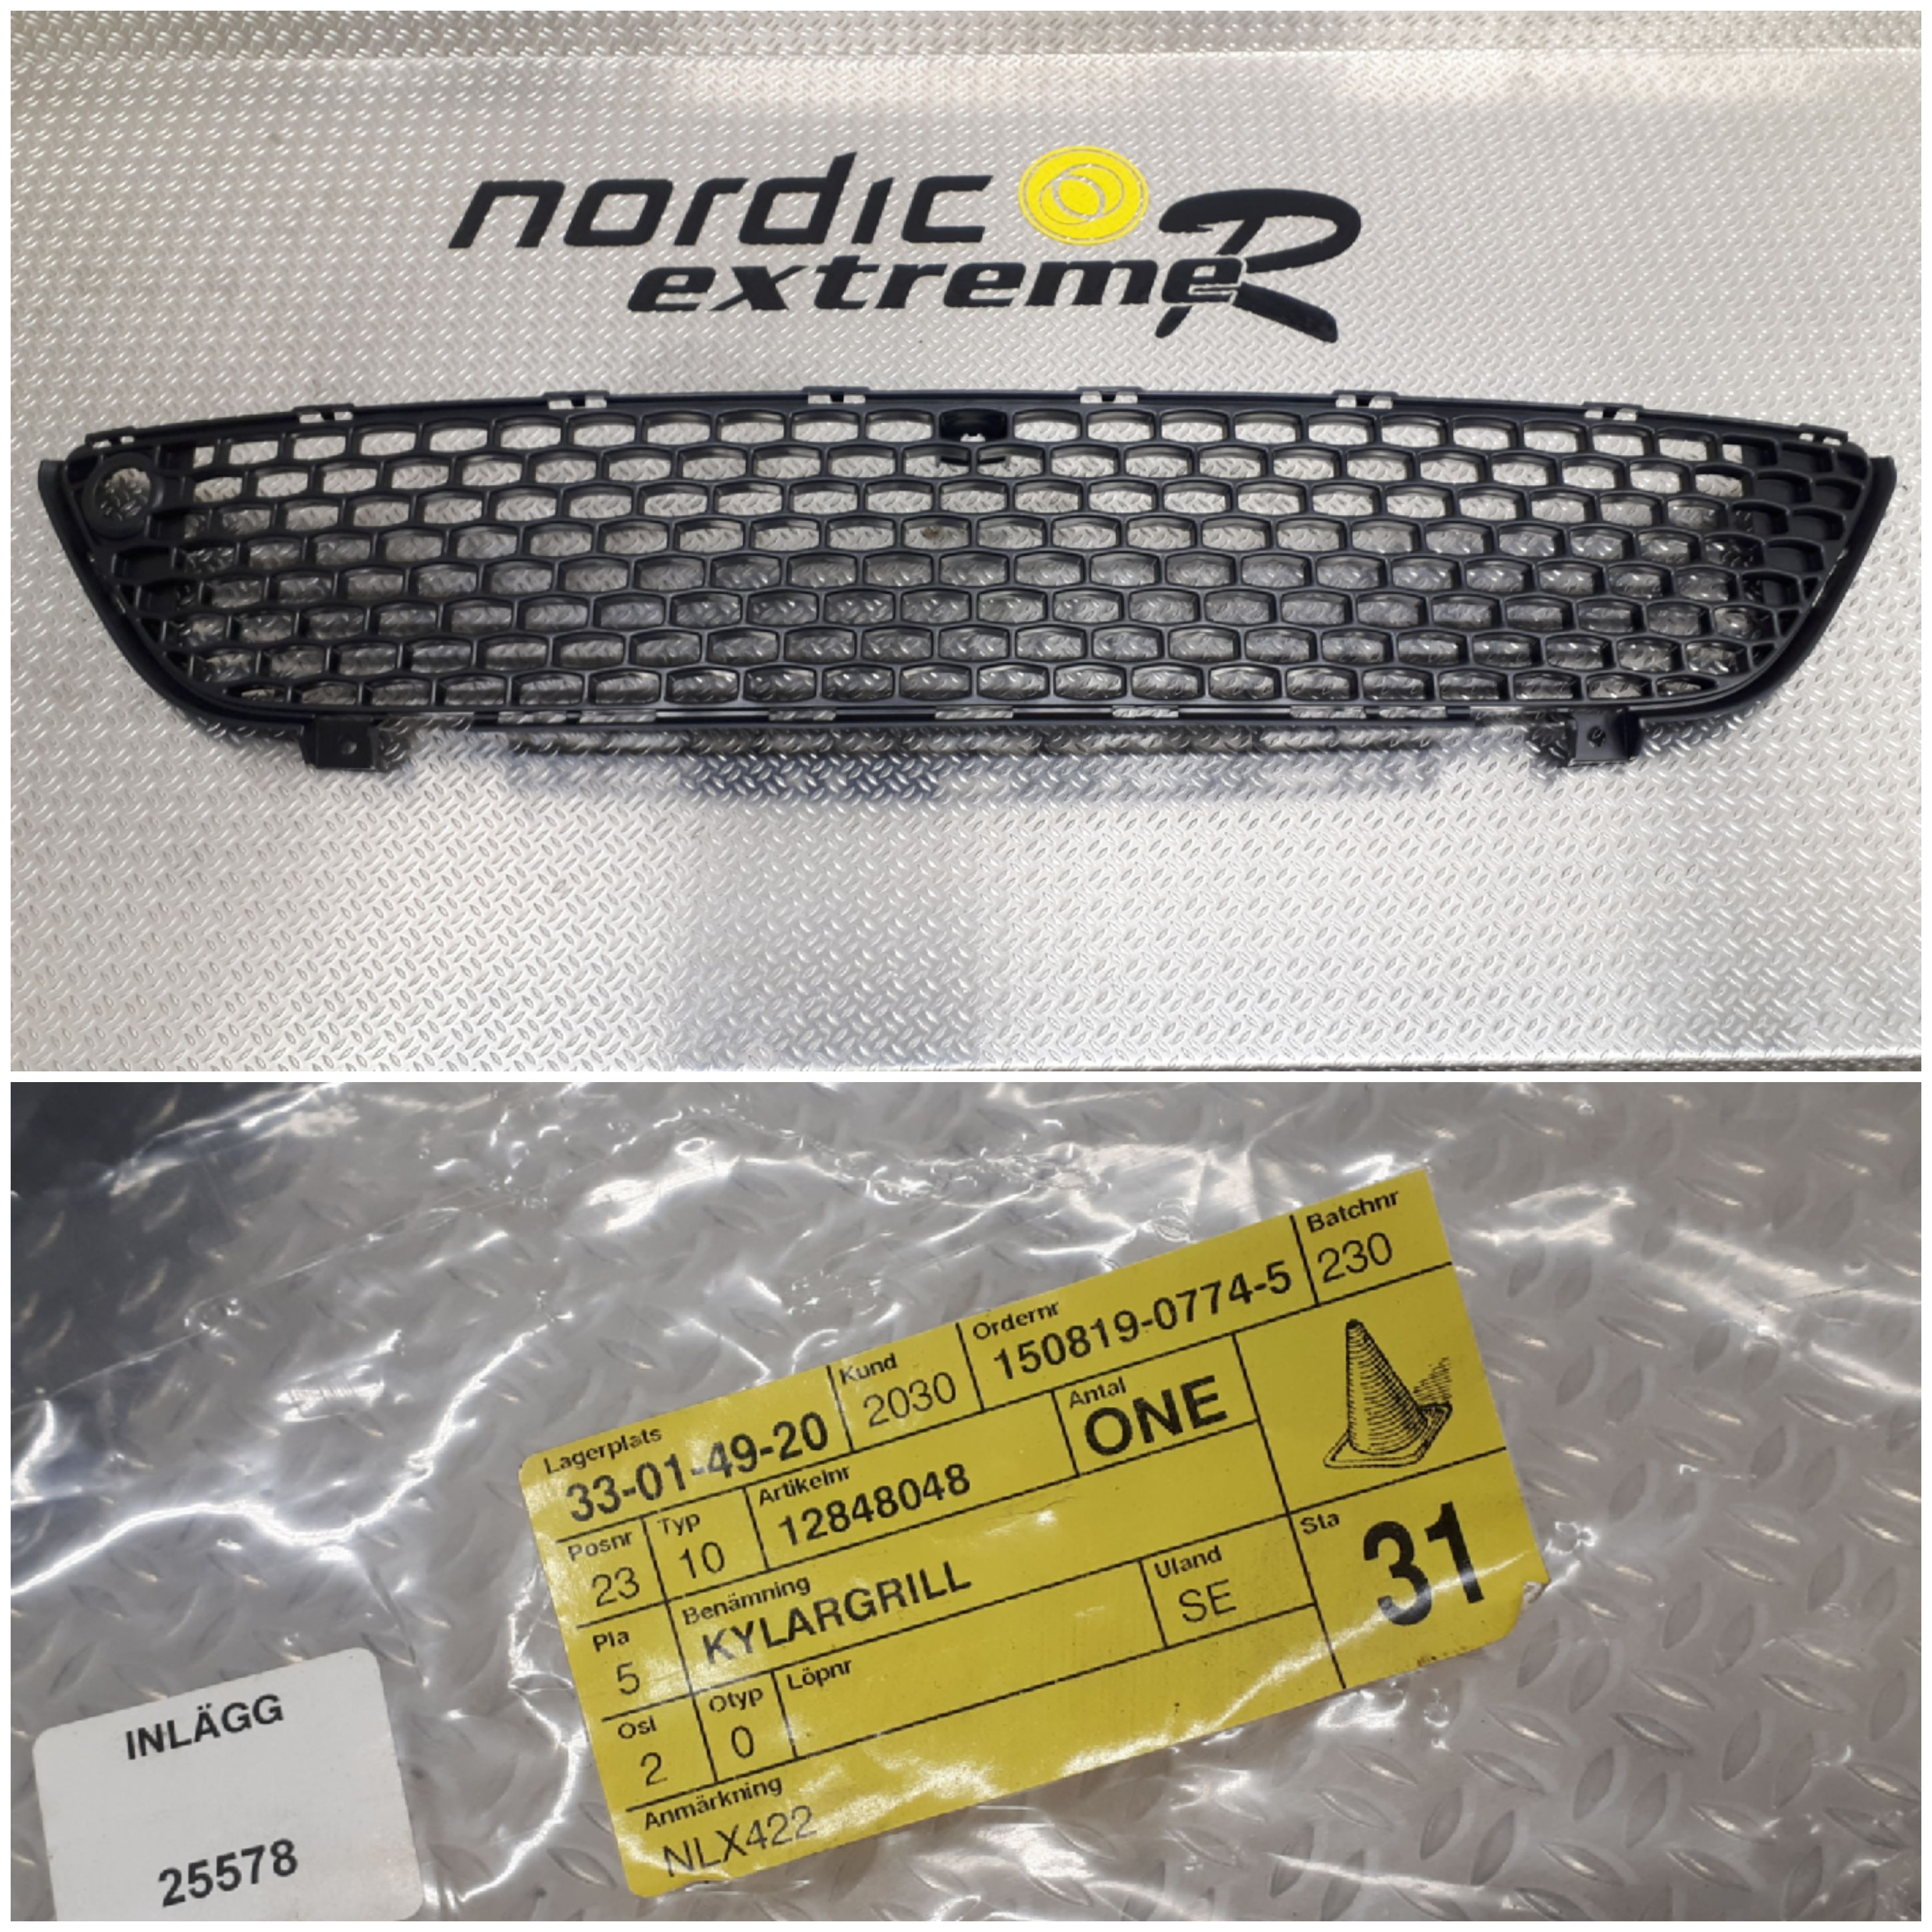 nordic
extremeR
Lagerplats
33-01-49-20
Kund
2030
Ordernr
150819-0774-5
Batchnr
230
Posnr
23
Typ
10
Artikelnr
12848048
Antal
ONE
Pla
5
Benämning
KYLARGRILL
Uland
SE
Sta
31
Osl
2
Otyp
0
Löpnr
Anmärkning
NLX422
INLÄGG
25578